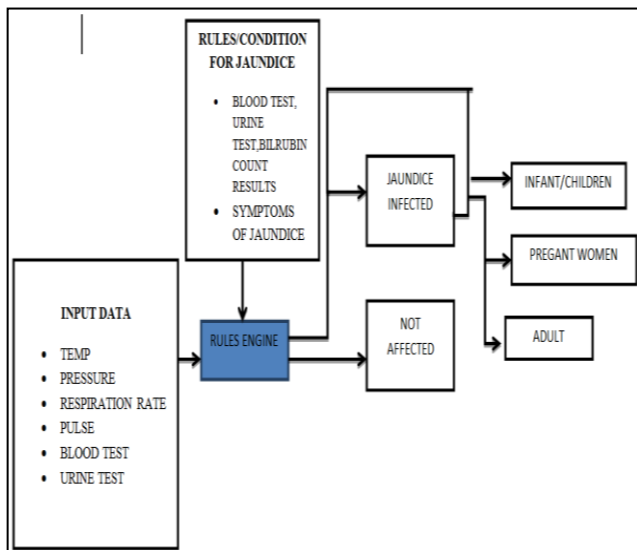 RULES/CONDITION
FOR JAUNDICE
• BLOOD TEST,
URINE
TEST,BILRUBIN
COUNT
RESULTS
• SYMPTOMS
OF JAUNDICE
INPUT DATA
• TEMP
• PRESSURE
• RESPIRATION RATE
• PULSE
• BLOOD TEST
• URINE TEST
RULES ENGINE
JAUNDICE
INFECTED
NOT
AFFECTED
INFANT/CHILDREN
PREGANT WOMEN
ADULT